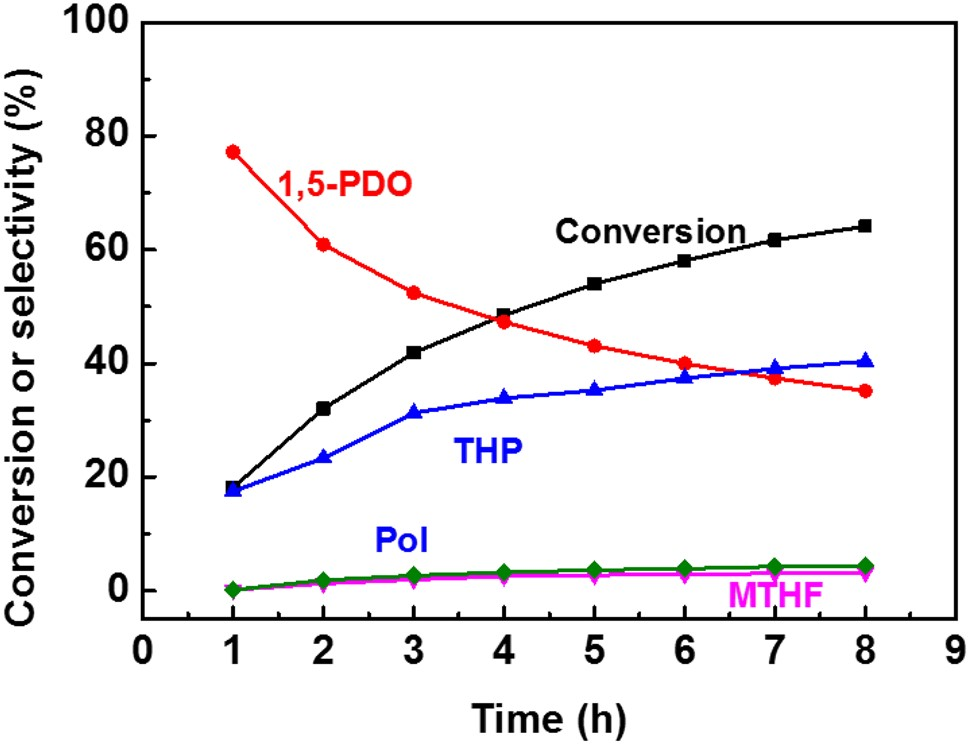 Conversion or selectivity (%)
100
80
60
40
20
0
1,5-PDO
Conversion
THP
Pol
MTHF
0 1 2 3 4 5 6 7 8 9
Time (h)